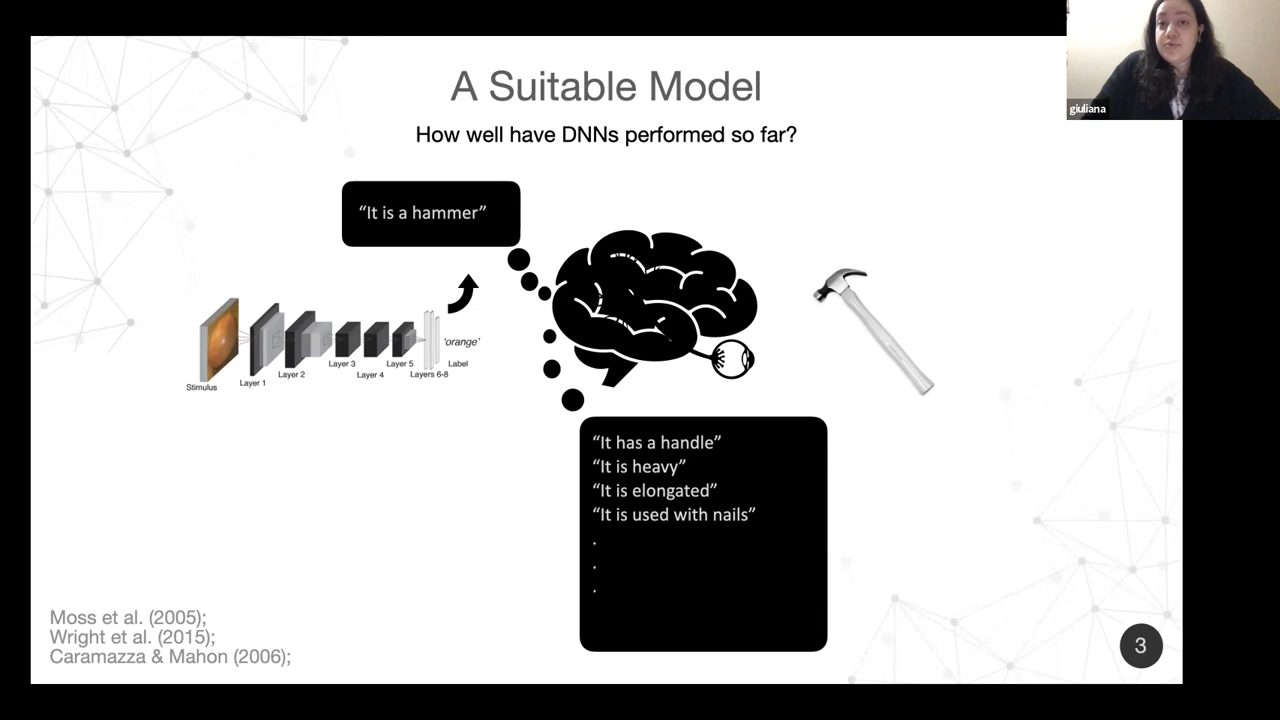 giuliana
A Suitable Model
How well have DNNs performed so far?
“It is a hammer”
‘orange’
Stimulus
Layer 1
Layer 2
Layer 3
Layer 4
Layer 5
Layers 6-8
Label
“It has a handle”
“It is heavy”
“It is elongated”
“It is used with nails”
.
.
.
Moss et al. (2005);
Wright et al. (2015);
Caramazza & Mahon (2006);
3